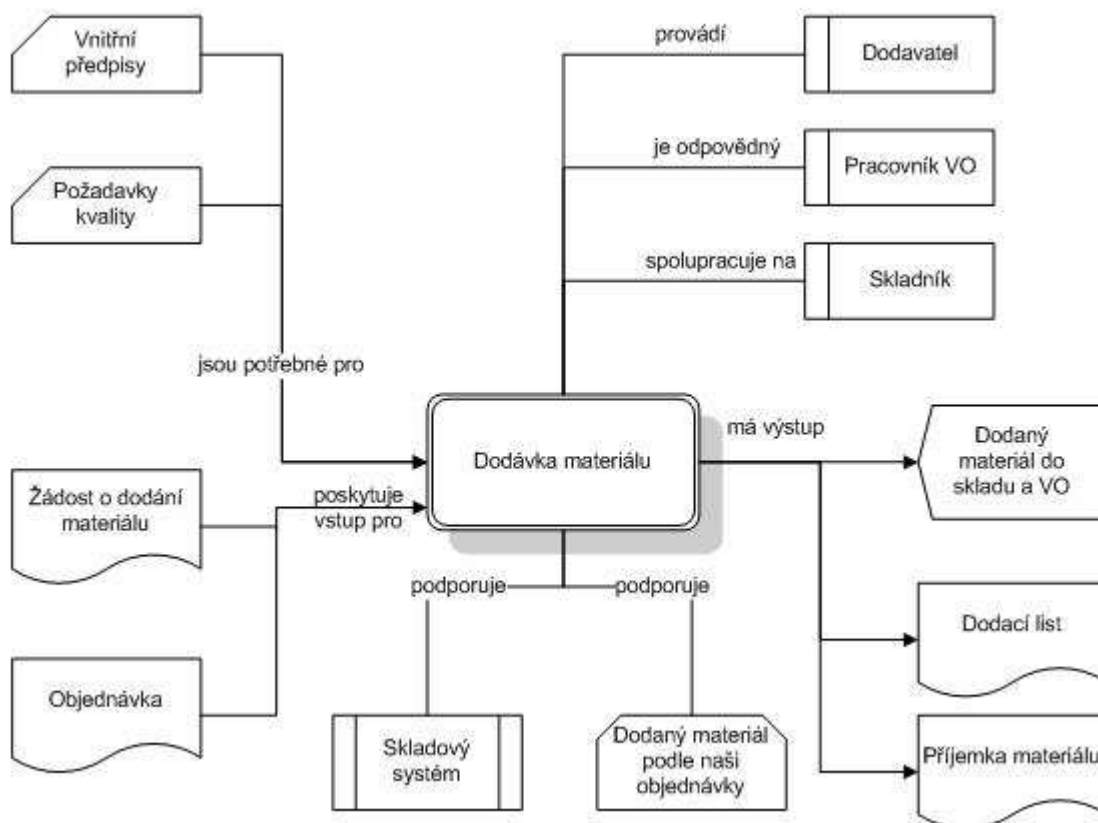 Vnitřní
předpisy
provádí
Dodavatel
Požadavky
kvality
je odpovědný
Pracovník VO
spolupracuje na
Skladník
jsou potřebné pro
Dodávka materiálu
má výstup
Dodaný
materiál do
skladu a VO
Žádost o dodání
materiálu
poskytuje
vstup pro
podporuje
podporuje
Dodací list
Objednávka
Skladový
systém
Dodaný materiál
podle naši
objednávky
Příjemka materiálu